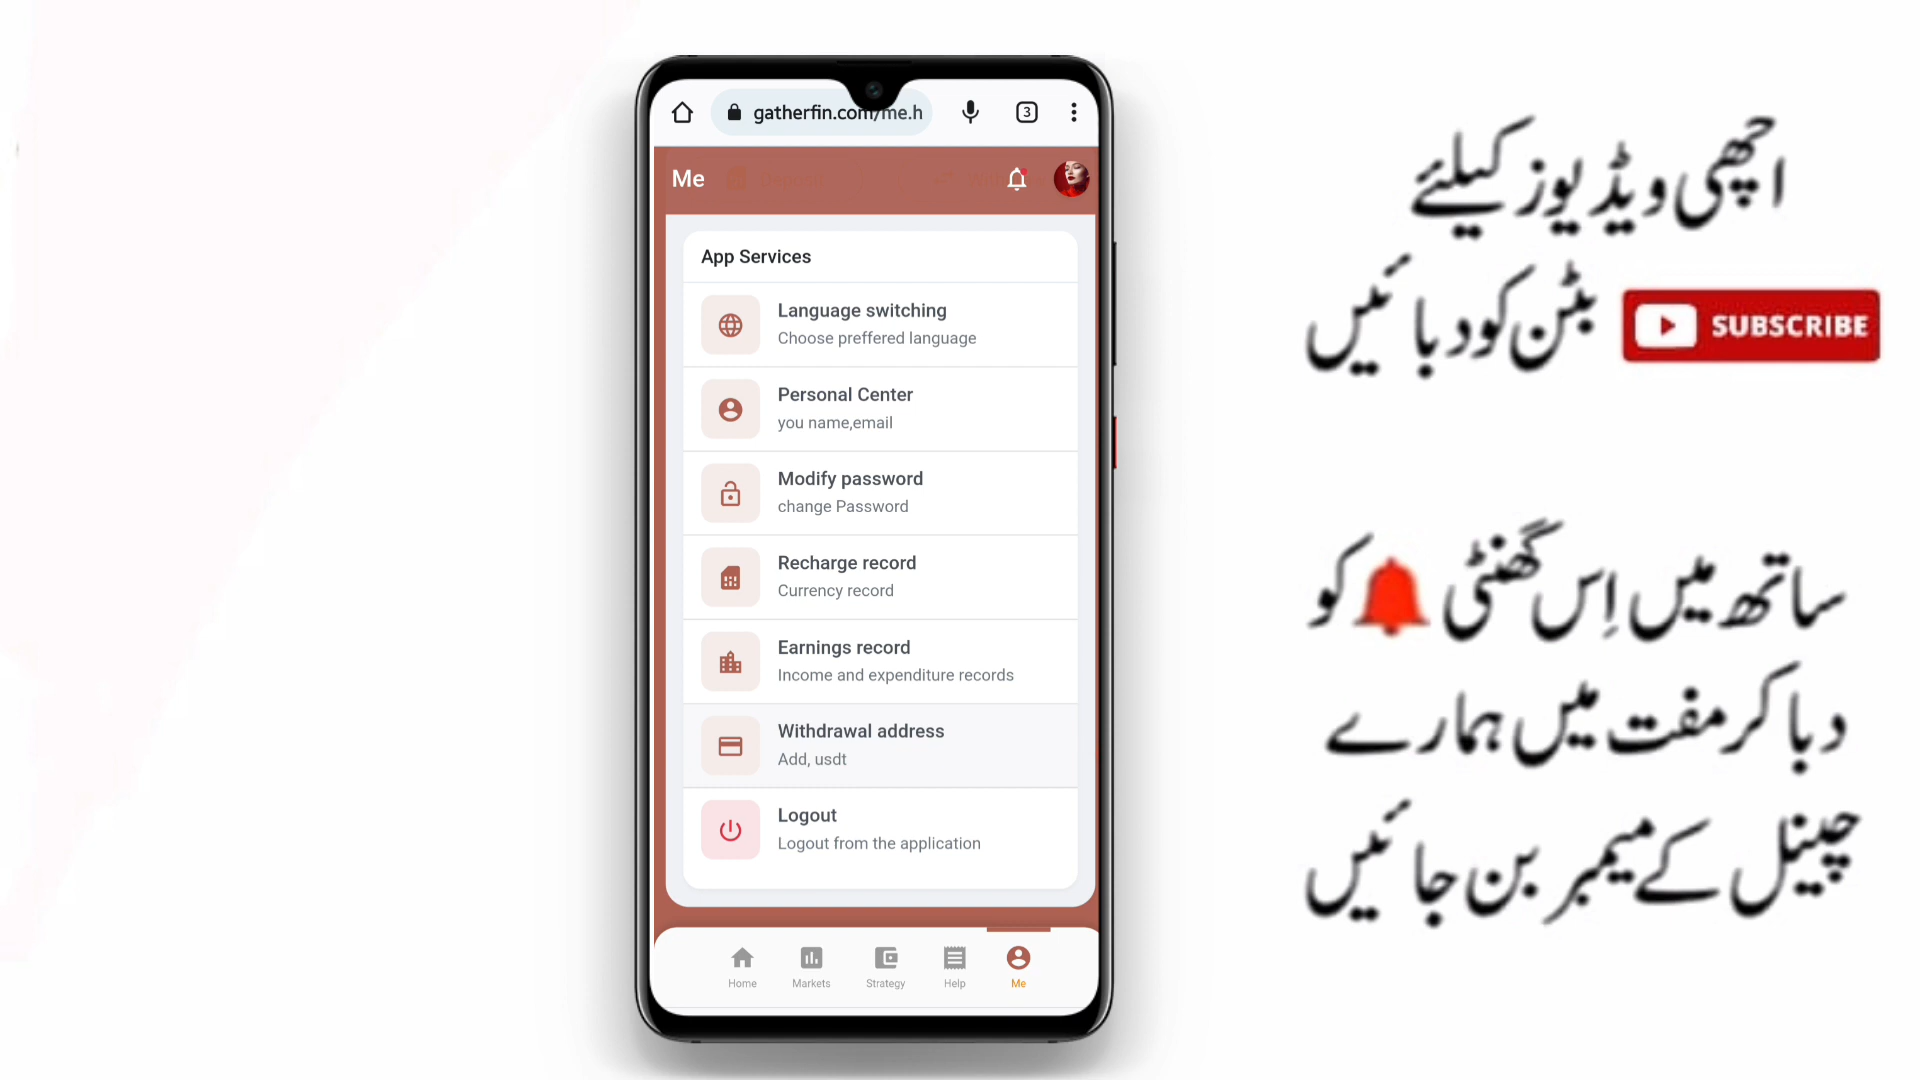 gatherfin.com/me.h
3
Me
App Services
Language switching
Choose preffered language
Personal Center
you name,email
Modify password
change Password
Recharge record
Currency record
Earnings record
Income and expenditure records
Withdrawal address
Add, usdt
Logout
Logout from the application
Home
Markets
Strategy
Help
Me
اچھی ویڈیوز کیلئے
SUBSCRIBE بٹن کو دبائیں
ساتھ میں اِس گھنٹی کو
دبا کر مفت میں ہمارے
چینل کے میمبر بن جائیں